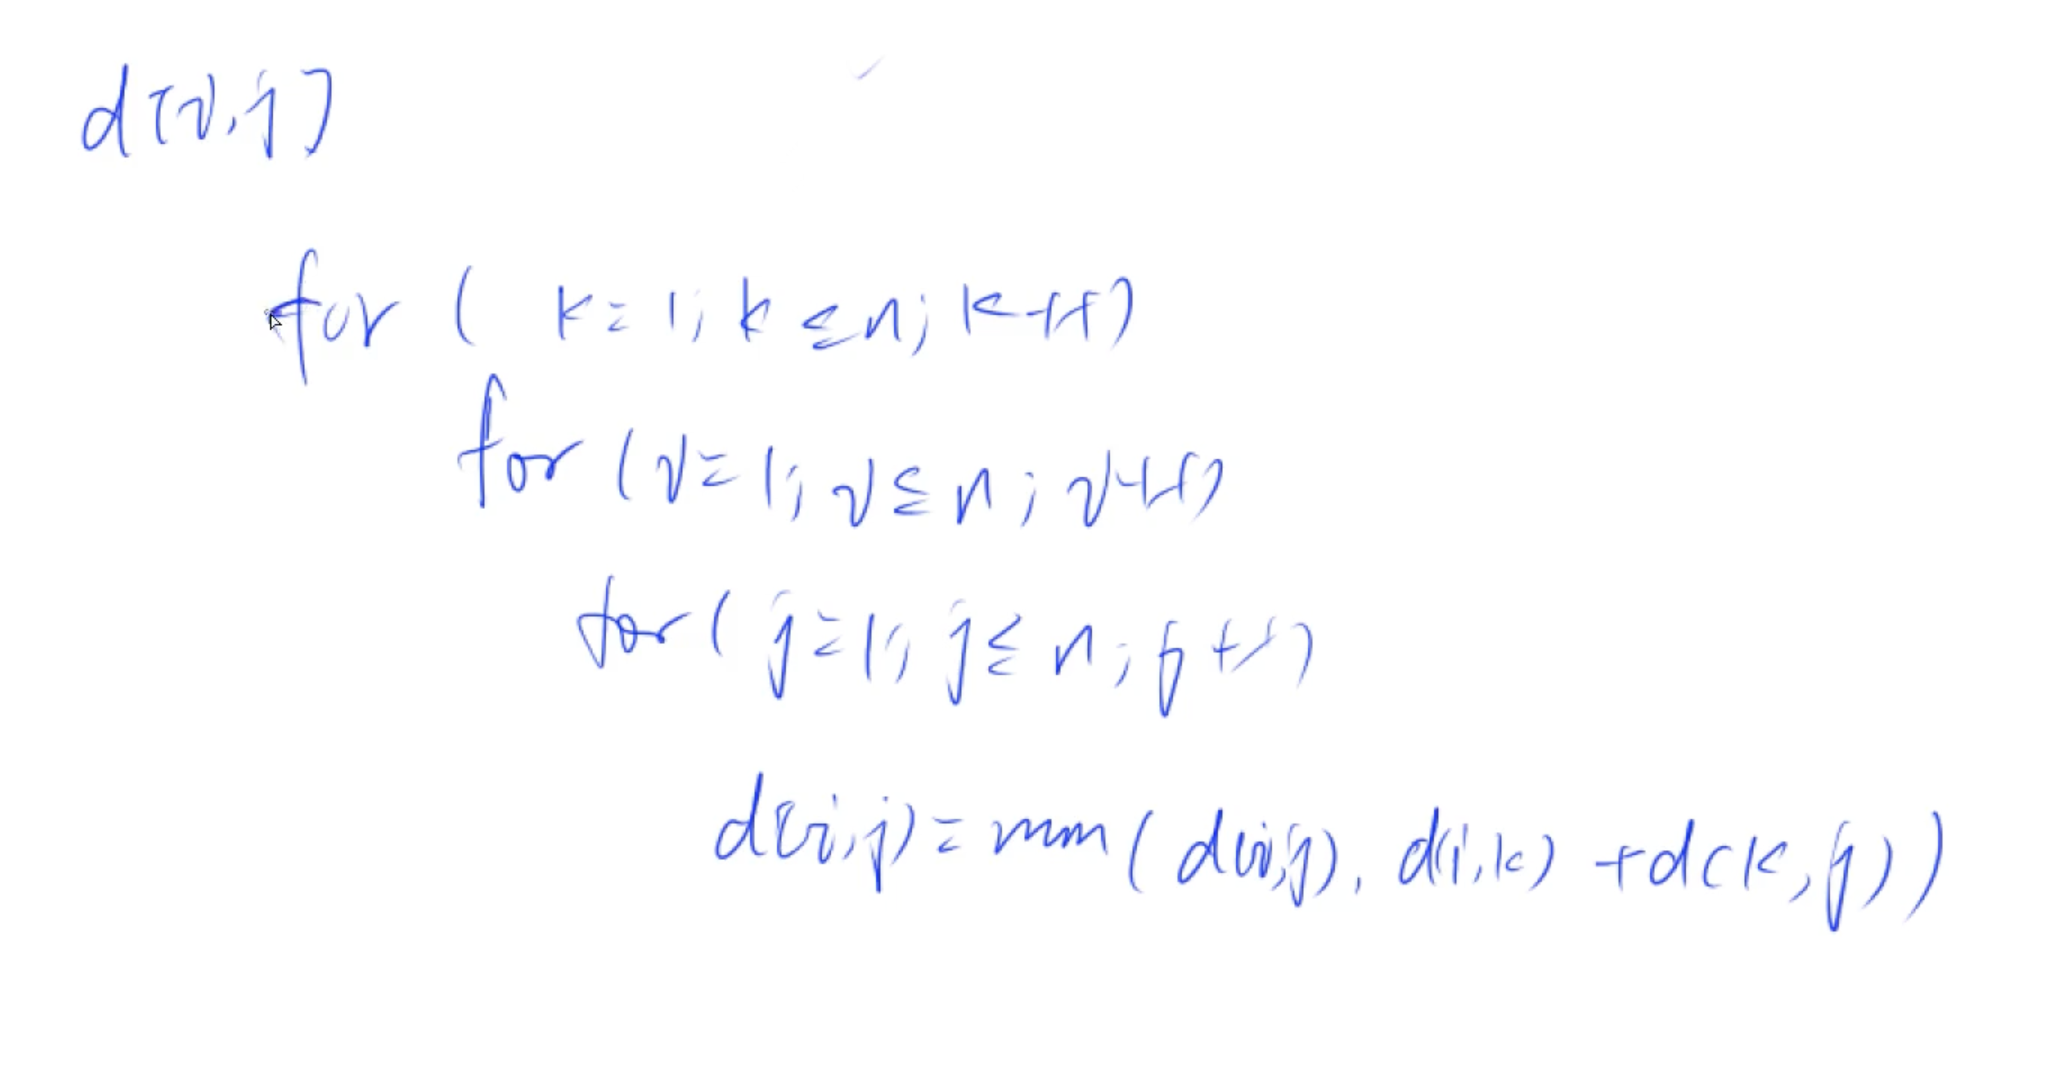 d[i,j]
for ( k=1; k≤n; k++)
for (i=1; i≤n; i++)
for( j=1; j≤n; j++)
d(i,j)=min( d(i,j), d(i,k) +d(k,j))